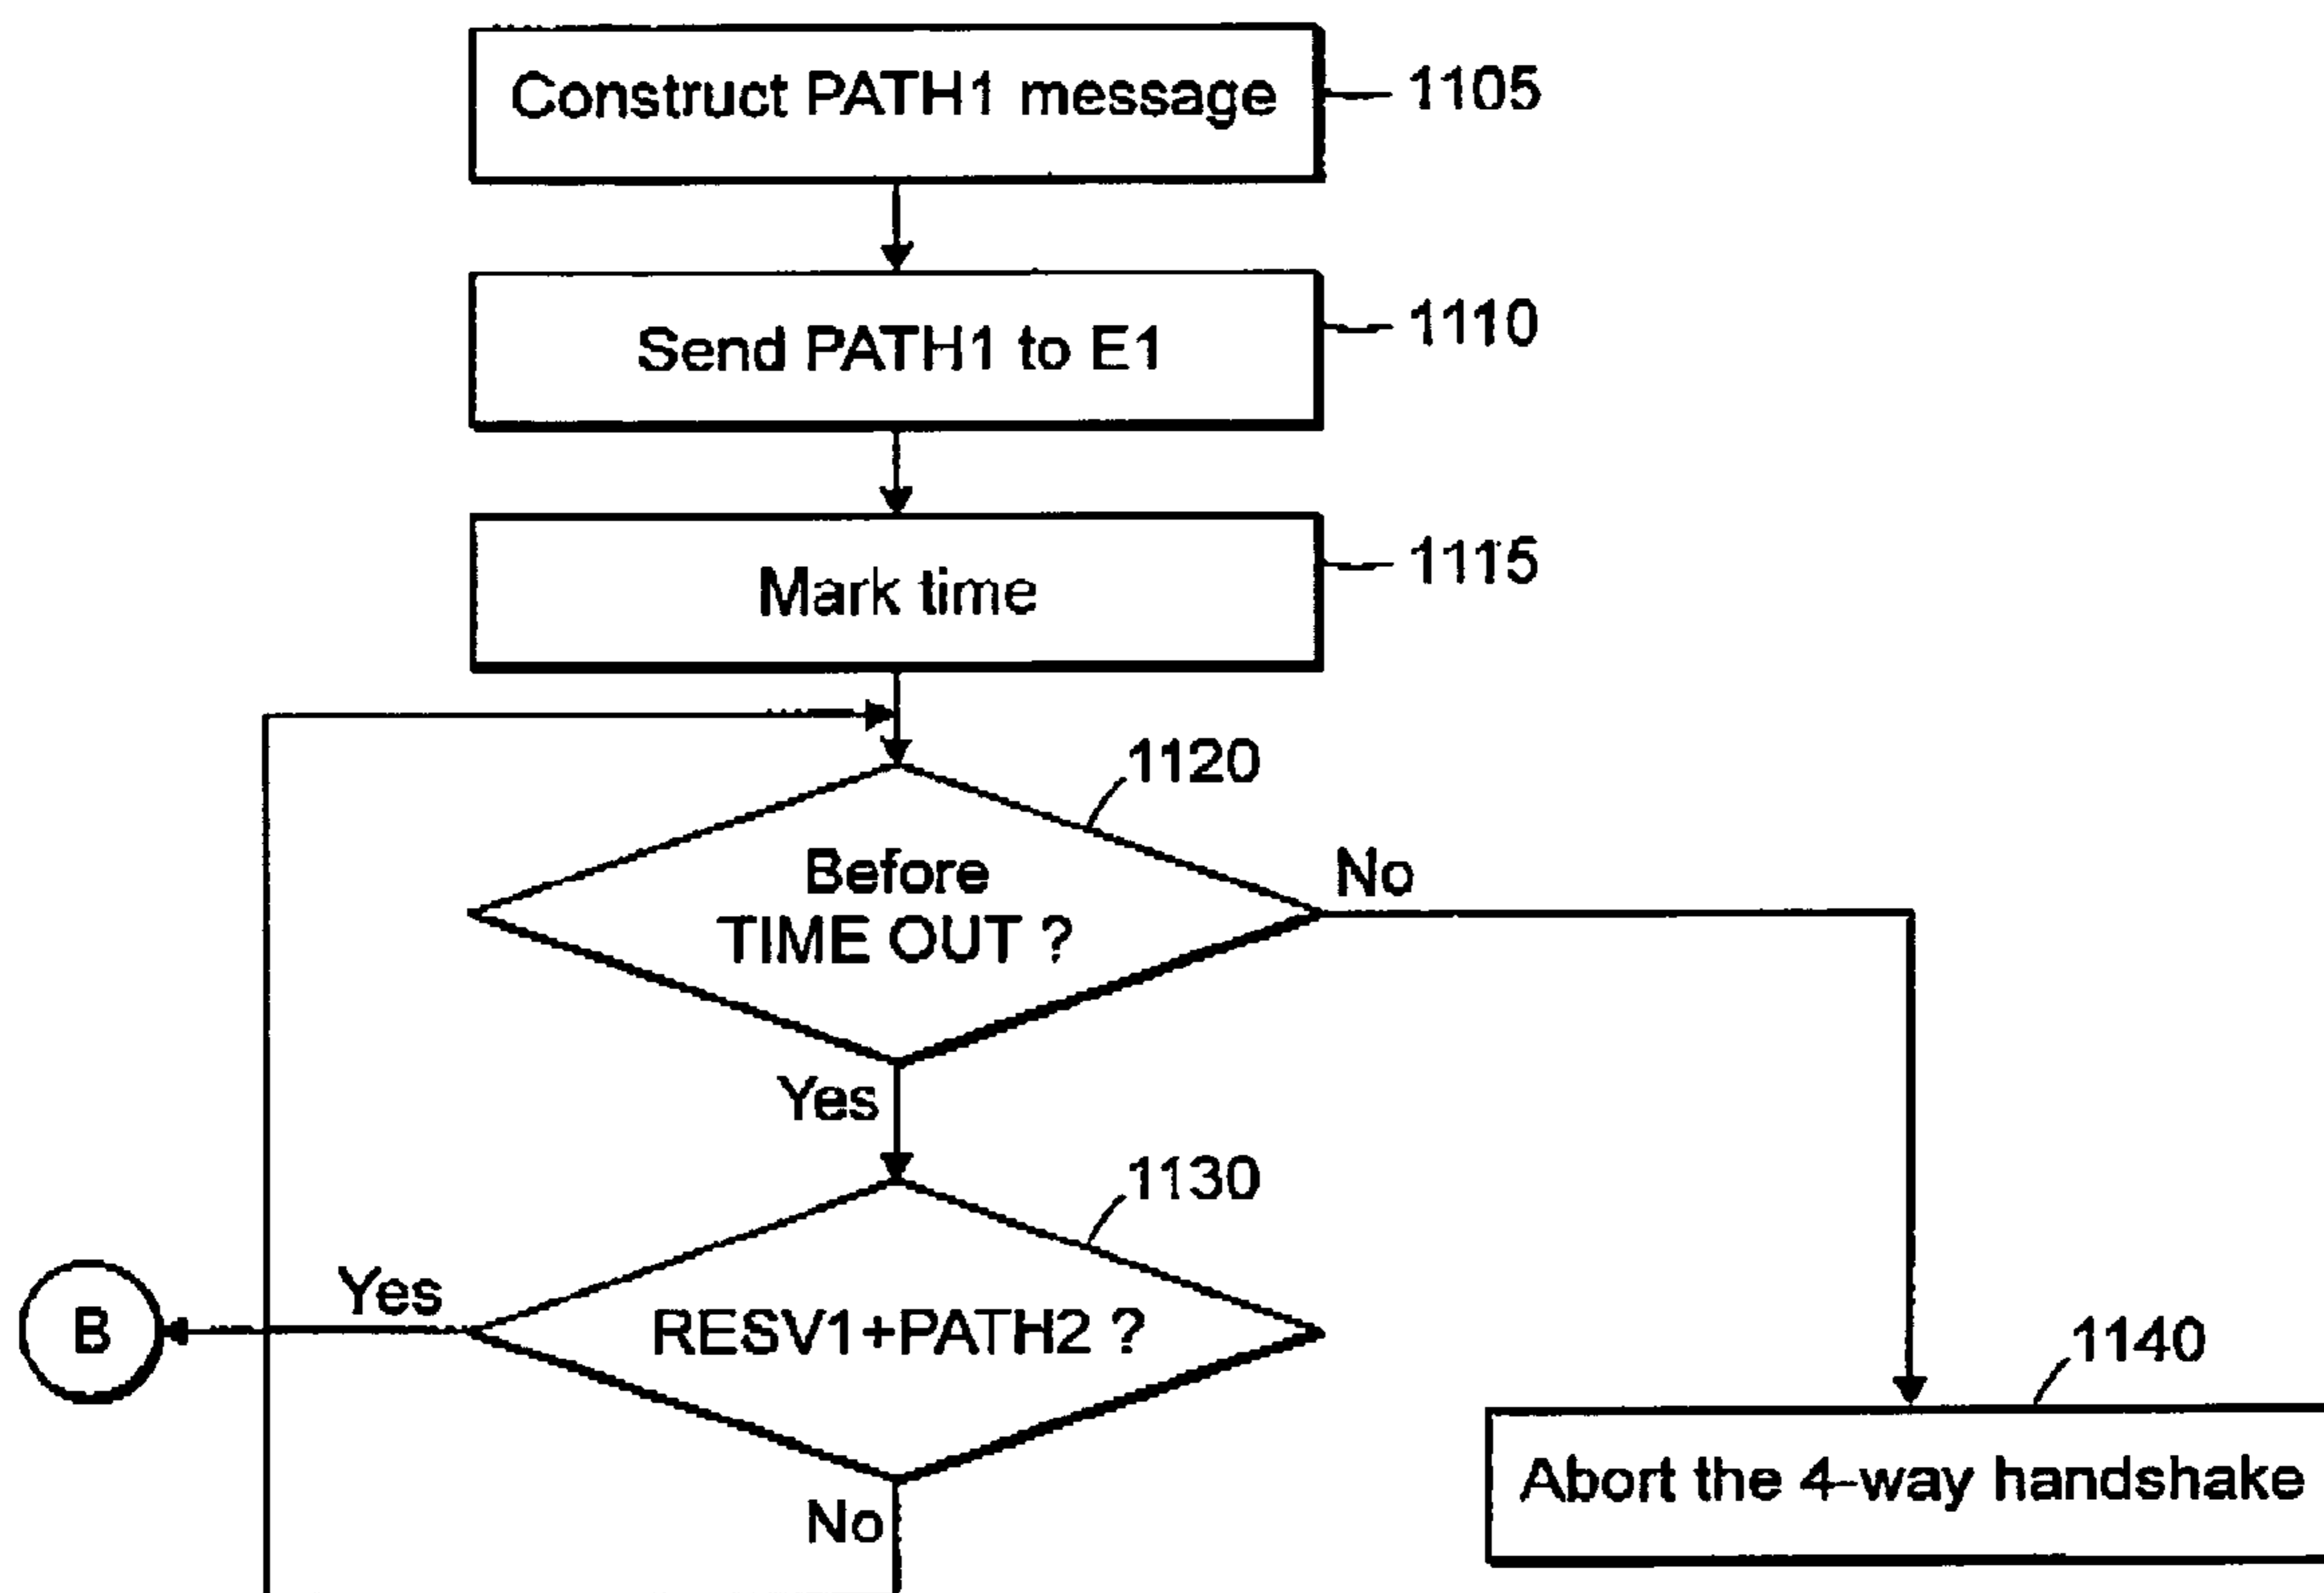 Construct PATH1 message
1105
Send PATH1 to E1
1110
Mark time
1115
1120
Before
TIME OUT ?
No
Yes
1130
B
Yes
RESV1+PATH2 ?
1140
Abort the 4-way handshake
No